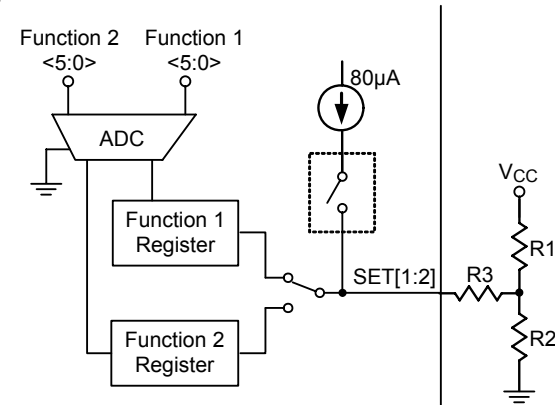 Function 2 Function 1
<5:0> <5:0>
80µA
ADC
VCC
Function 1
Register
R1
SET[1:2] R3
R2
Function 2
Register